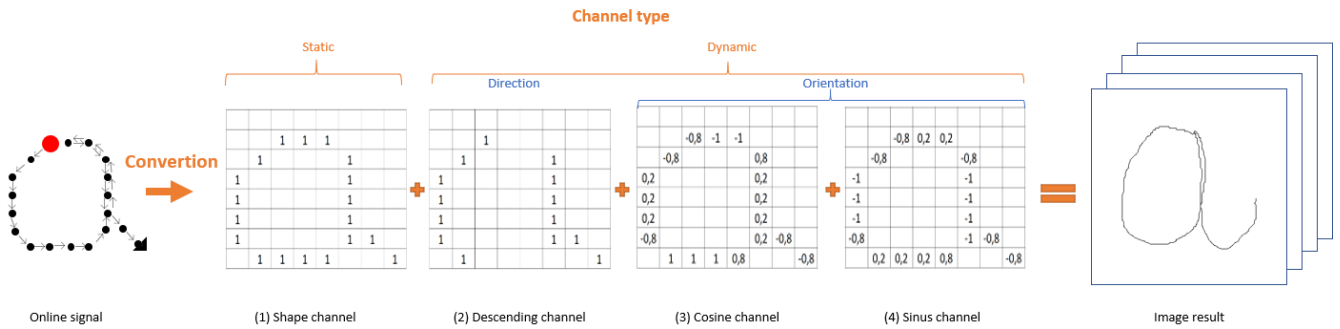 Channel type
Static Dynamic
Direction Orientation
1 1 1 1 -0,8 -1 -1 -0,8 0,2 0,2
Convertion 1 1 1 1 -0,8 0,8 -0,8 -0,8
1 1 1 1 0,2 0,2 -1 -1
1 1 1 1 0,2 0,2 -1 -1
1 1 1 1 0,2 0,2 -1 -1
1 1 1 1 1 1 -0,8 0,2 -0,8 -0,8 -1 -0,8
1 1 1 1 1 1 1 1 1 1 0,8 -0,8 0,2 0,2 0,2 0,8 -0,8
Online signal (1) Shape channel (2) Descending channel (3) Cosine channel (4) Sinus channel Image result